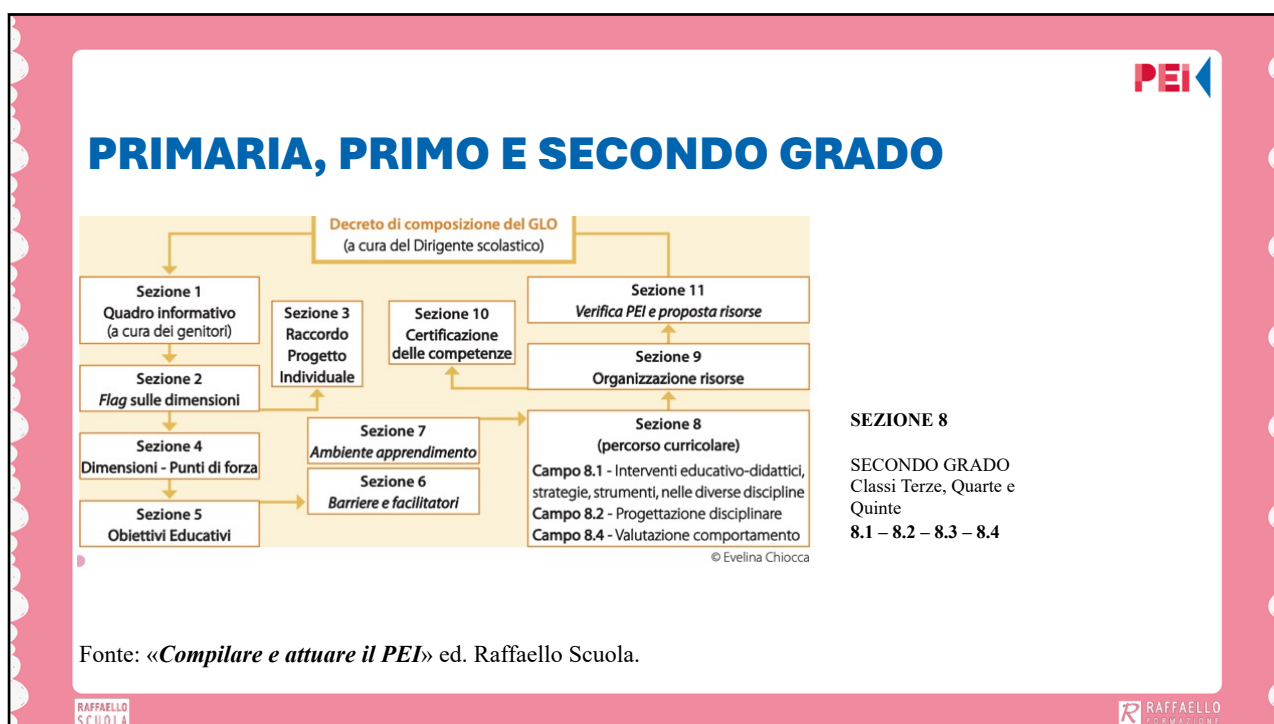 PEI
PRIMARIA, PRIMO E SECONDO GRADO
Decreto di composizione del GLO
(a cura del Dirigente scolastico)
Sezione 1
Quadro informativo
(a cura dei genitori)
Sezione 2
Flag sulle dimensioni
Sezione 3
Raccordo
Progetto
Individuale
Sezione 4
Dimensioni - Punti di forza
Sezione 5
Obiettivi Educativi
Sezione 7
Ambiente apprendimento
Sezione 6
Barriere e facilitatori
Sezione 10
Certificazione
delle competenze
Sezione 11
Verifica PEI e proposta risorse
Sezione 9
Organizzazione risorse
Sezione 8
(percorso curricolare)
Campo 8.1 - Interventi educativo-didattici,
strategie, strumenti, nelle diverse discipline
Campo 8.2 - Progettazione disciplinare
Campo 8.4 - Valutazione comportamento
© Evelina Chiocca
SEZIONE 8
SECONDO GRADO
Classi Terze, Quarte e
Quinte
8.1 – 8.2 – 8.3 – 8.4
Fonte: «Compilare e attuare il PEI» ed. Raffaello Scuola.
RAFFAELLO
SCUOLA
R RAFFAELLO
FORMAZIONE